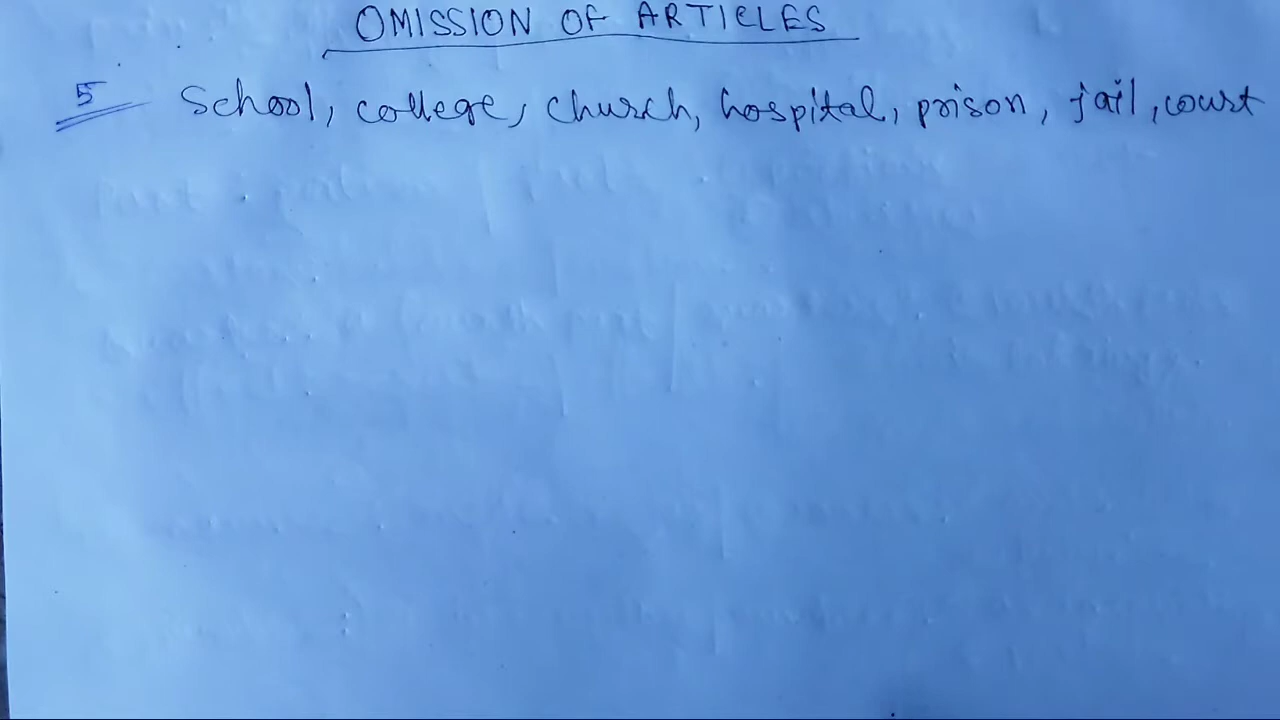 OMISSION OF ARTICLES
5 School, college, church, hospital, prison, jail, court